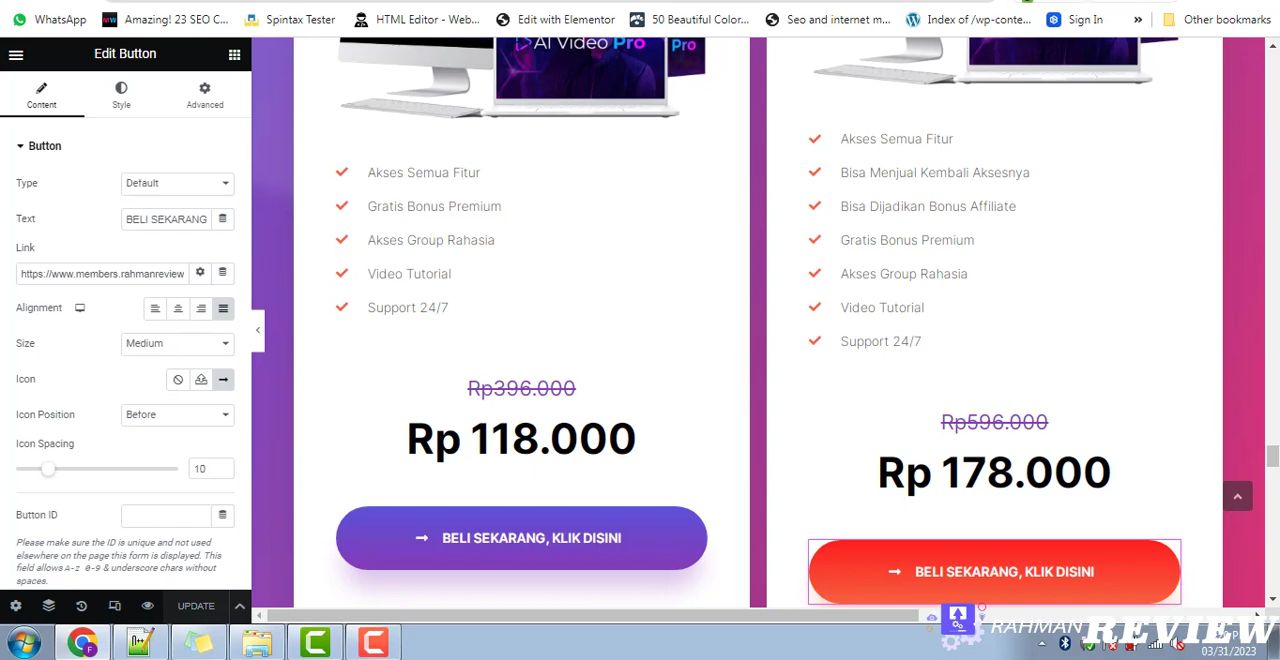 WhatsApp
Amazing! 23 SEO C...
Spintax Tester
HTML Editor - Web...
Edit with Elementor
50 Beautiful Color...
Seo and internet m...
Index of /wp-conte...
Sign In
»
Other bookmarks
Edit Button
Content
Style
Advanced
Button
Type
Default
Text
BELI SEKARANG
Link
https://www.members.rahmanreview
Alignment
Size
Medium
Icon
Icon Position
Before
Icon Spacing
10
Button ID
Please make sure the ID is unique and not used
elsewhere on the page this form is displayed. This
field allows A-z 0-9 & underscore chars without
spaces.
UPDATE
AI Video Pro
Pro
Akses Semua Fitur
Gratis Bonus Premium
Akses Group Rahasia
Video Tutorial
Support 24/7
Rp396.000
Rp 118.000
BELI SEKARANG, KLIK DISINI
Akses Semua Fitur
Bisa Menjual Kembali Aksesnya
Bisa Dijadikan Bonus Affiliate
Gratis Bonus Premium
Akses Group Rahasia
Video Tutorial
Support 24/7
Rp596.000
Rp 178.000
BELI SEKARANG, KLIK DISINI
RAHMAN REVIEW
03/31/2023